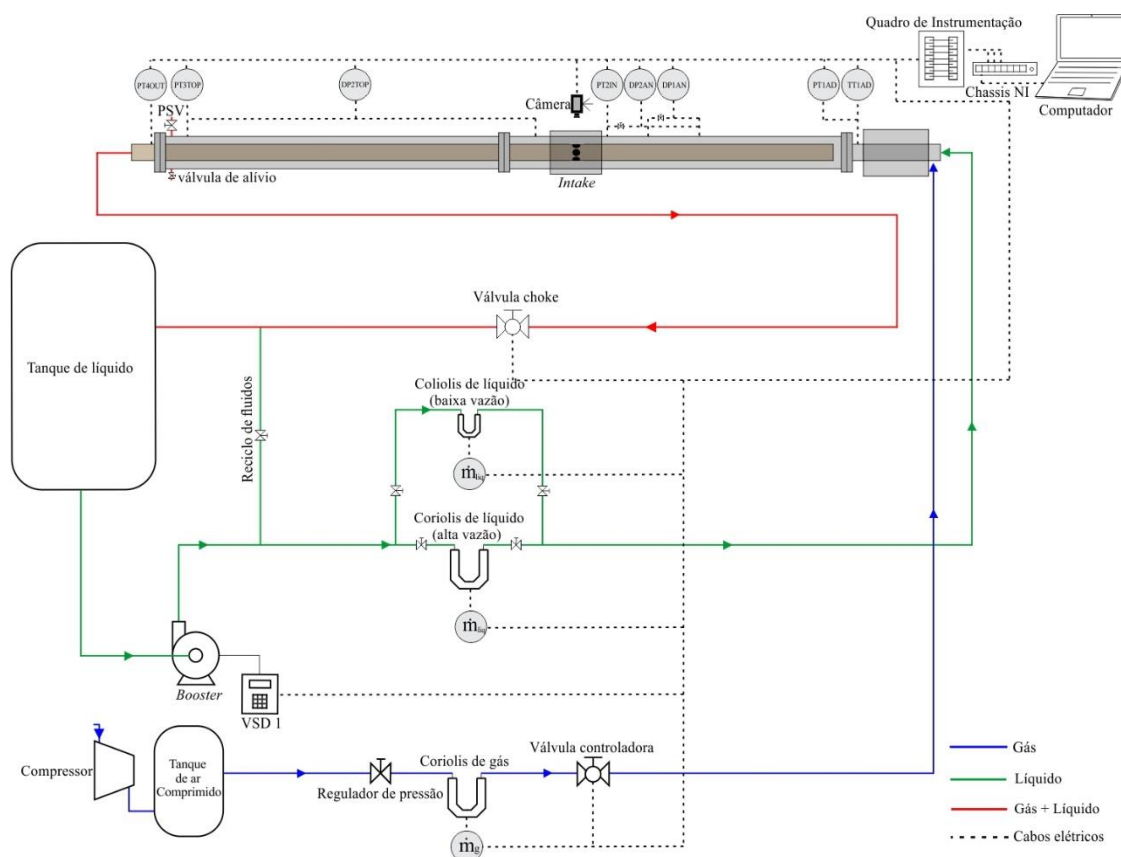 Quadro de Instrumentação
PT4OUT
PT3TOP
DP2TOP
Câmera
PT2IN
DP2AN
DP1AN
PT1AD
TT1AD
Chassis NI
Computador
PSV
válvula de alívio
Intake
Válvula choke
Tanque de líquido
Reciclo de fluidos
Coliolis de líquido
(baixa vazão)
ṁliq
Coriolis de líquido
(alta vazão)
ṁliq
Booster
VSD 1
Compressor
Tanque
de ar
Comprimido
Regulador de pressão
Coriolis de gás
Válvula controladora
ṁg
Gás
Líquido
Gás + Líquido
Cabos elétricos